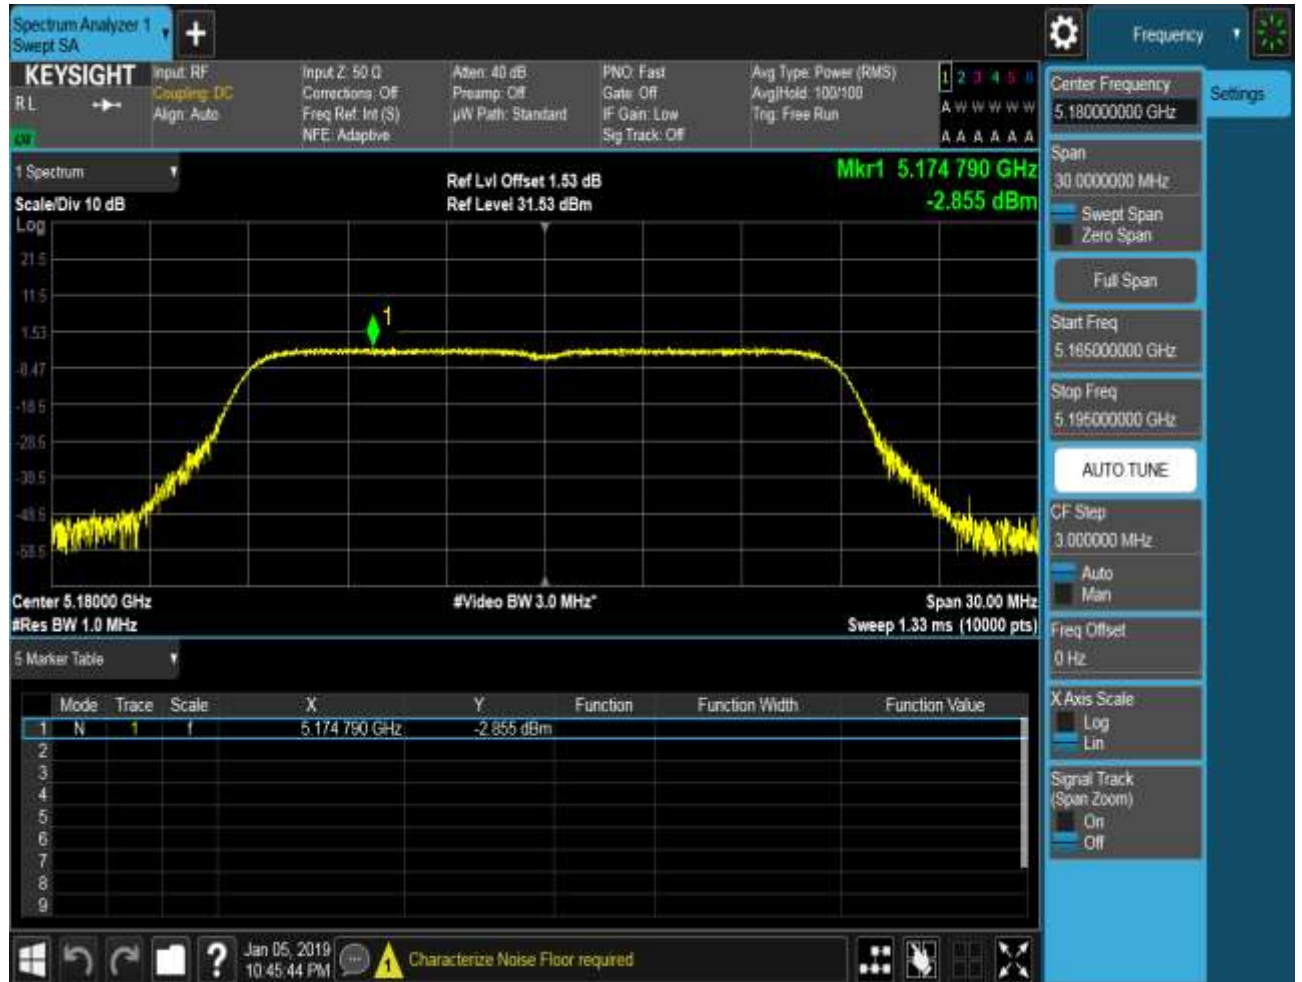 Spectrum Analyzer 1
Swept SA
Frequency
KEYSIGHT
R L
Input: RF
Coupling: DC
Align: Auto
Input Z: 50 Ω
Corrections: Off
Freq Ref: Int (S)
NFE: Adaptive
Atten: 40 dB
Preamp: Off
µW Path: Standard
PNO: Fast
Gate: Off
IF Gain: Low
Sig Track: Off
Avg Type: Power (RMS)
Avg|Hold: 100/100
Trig: Free Run
1 2 3 4 5 6
A W W W W W
A A A A A A
1 Spectrum
Scale/Div 10 dB
Log
Ref Lvl Offset 1.53 dB
Ref Level 31.53 dBm
Mkr1 5.174 790 GHz
-2.855 dBm
21.5
11.5
1.53
-8.47
-18.5
-28.5
-38.5
-48.5
-58.5
1
Center 5.18000 GHz
#Res BW 1.0 MHz
#Video BW 3.0 MHz*
Span 30.00 MHz
Sweep 1.33 ms (10000 pts)
5 Marker Table
Mode Trace Scale X Y Function Function Width Function Value
1 N 1 f 5.174 790 GHz -2.855 dBm
2
3
4
5
6
7
8
9
Center Frequency
5.180000000 GHz
Settings
Span
30.0000000 MHz
Swept Span
Zero Span
Full Span
Start Freq
5.165000000 GHz
Stop Freq
5.195000000 GHz
AUTO TUNE
CF Step
3.000000 MHz
Auto
Man
Freq Offset
0 Hz
X Axis Scale
Log
Lin
Signal Track
(Span Zoom)
On
Off
?
Jan 05, 2019
10:45:44 PM
1
Characterize Noise Floor required